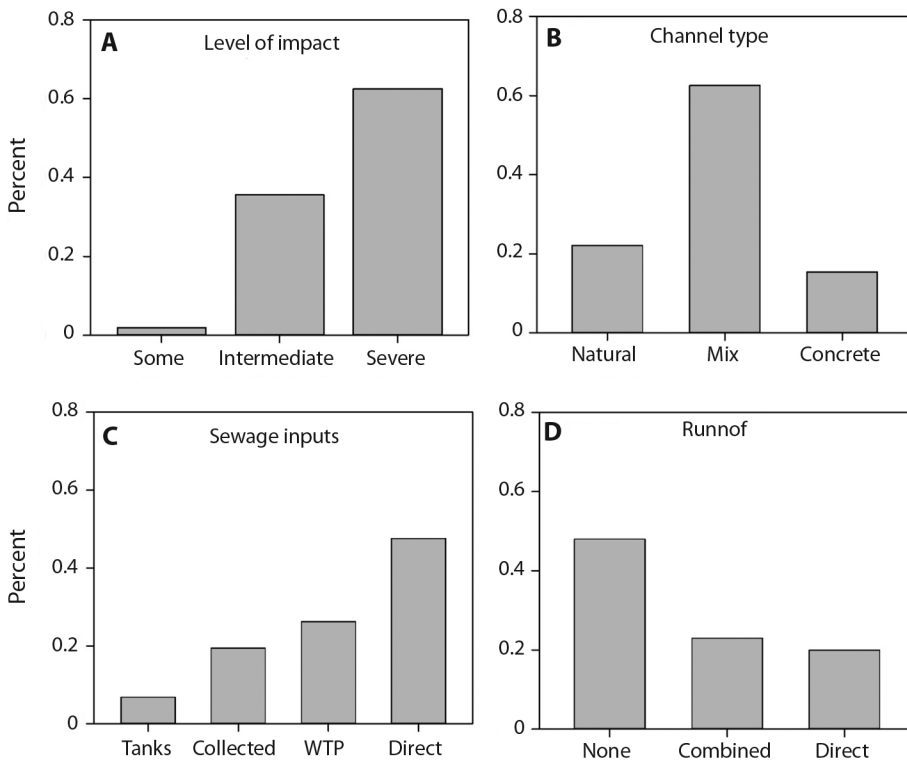 A
Level of impact
Percent
0.8
0.6
0.4
0.2
0
Some Intermediate Severe
B
Channel type
0.8
0.6
0.4
0.2
0
Natural Mix Concrete
C
Sewage inputs
Percent
0.8
0.6
0.4
0.2
0
Tanks Collected WTP Direct
D
Runnof
0.8
0.6
0.4
0.2
0
None Combined Direct